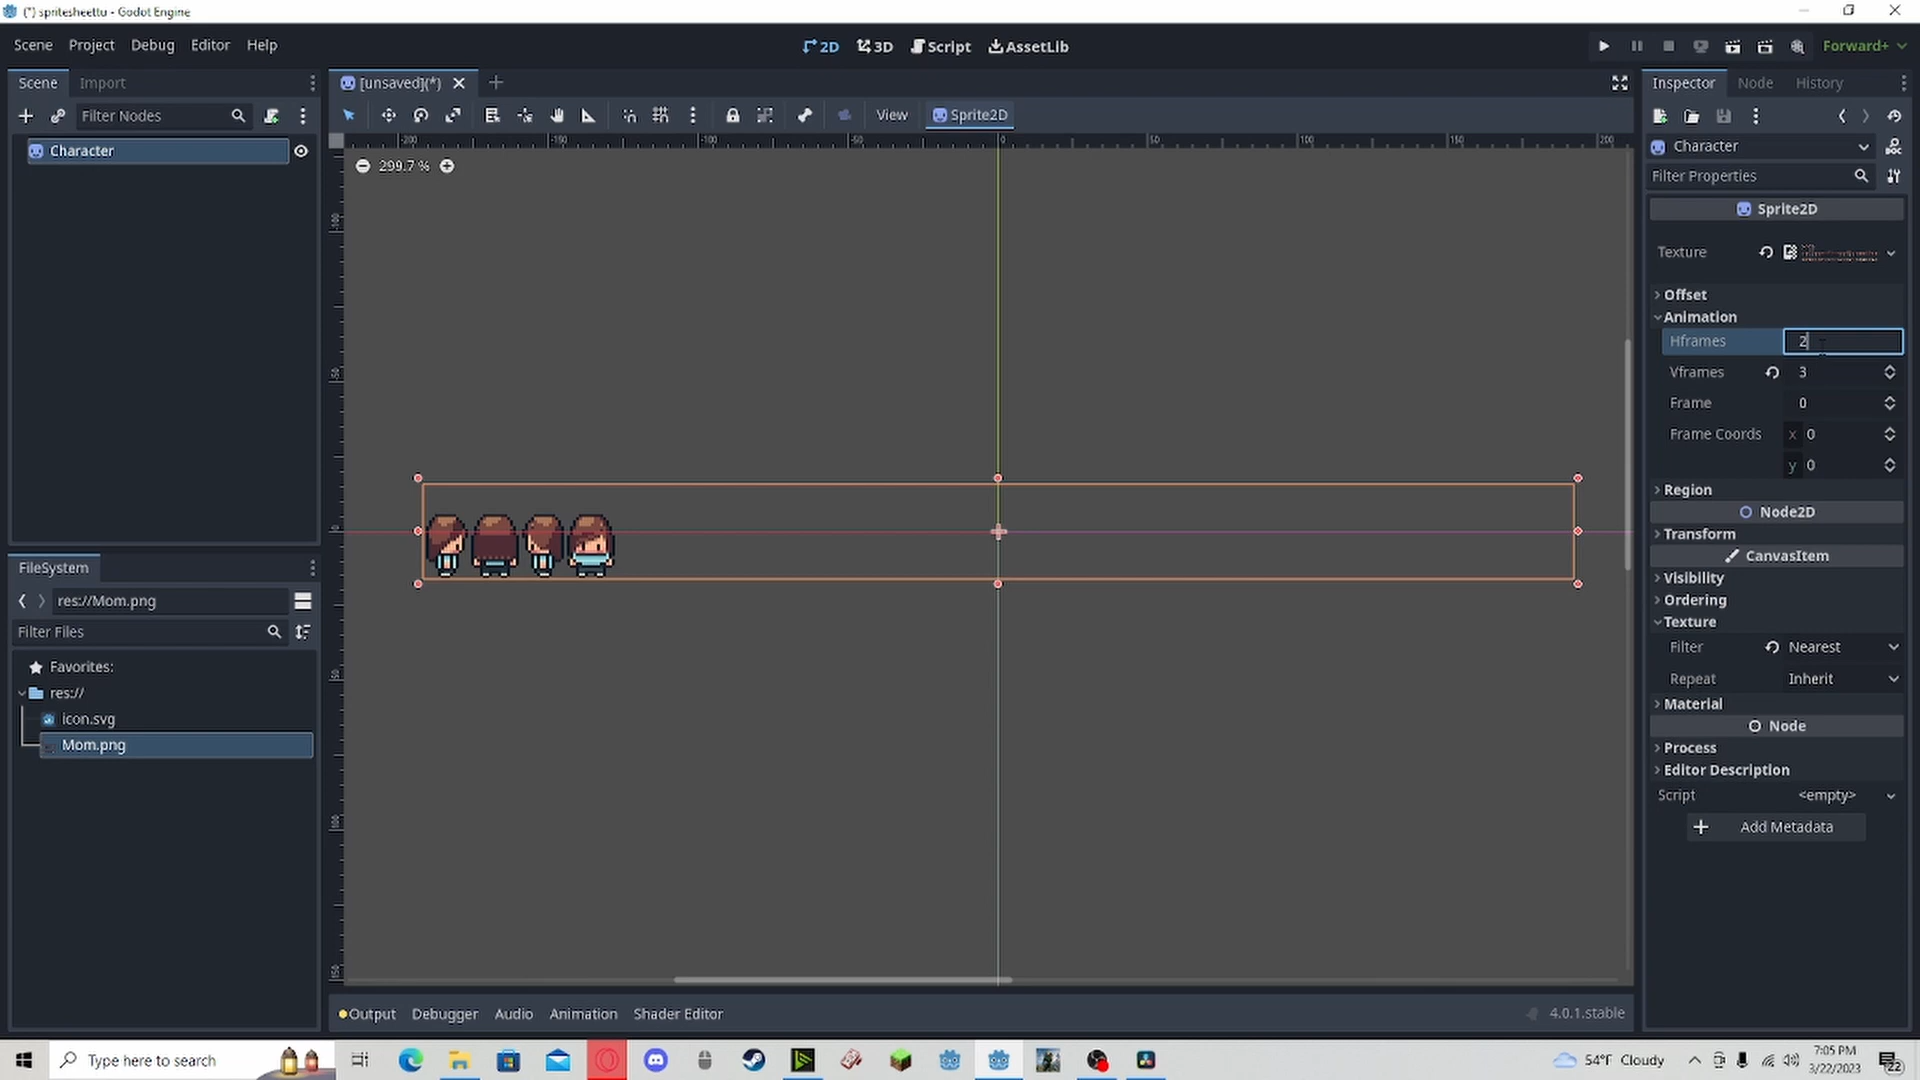 (*) spritesheettu - Godot Engine
Scene Project Debug Editor Help
2D 3D Script AssetLib
Forward+
Scene Import
[unsaved](*)
Inspector Node History
Filter Nodes
View Sprite2D
Character
Character
299.7 %
Filter Properties
Sprite2D
Texture
Offset
Animation
Hframes 2
Vframes 3
Frame 0
Frame Coords x 0
y 0
Region
Node2D
Transform
CanvasItem
Visibility
Ordering
Texture
Filter Nearest
Repeat Inherit
Material
Node
Process
Editor Description
Script <empty>
Add Metadata
FileSystem
res://Mom.png
Filter Files
Favorites:
res://
icon.svg
Mom.png
Output Debugger Audio Animation Shader Editor
4.0.1.stable
Type here to search
54°F Cloudy
7:05 PM
3/22/2023
22